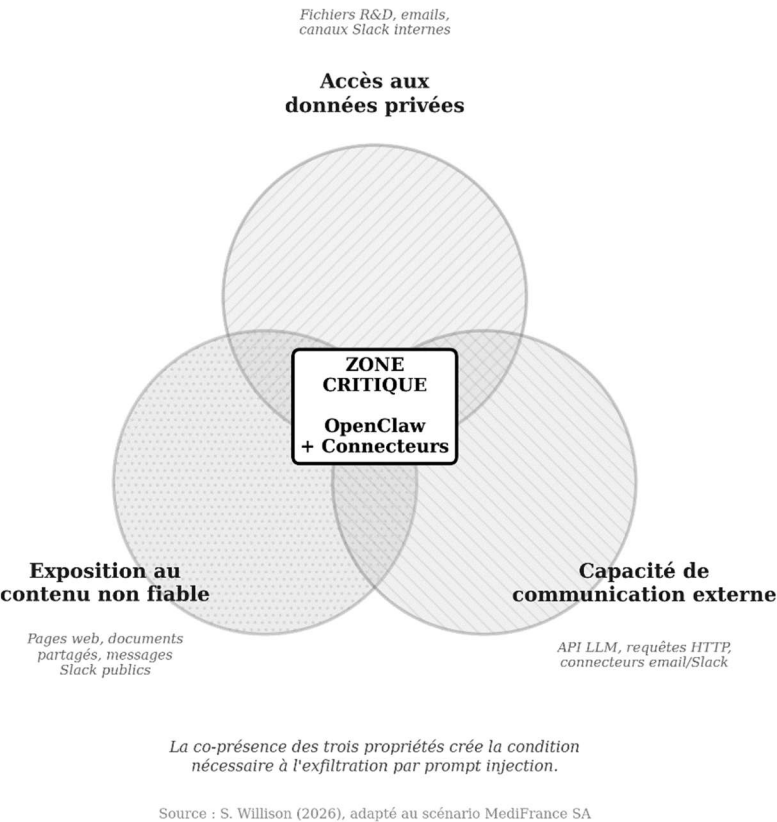 Fichiers R&D, emails,
canaux Slack internes
Accès aux
données privées
ZONE
CRITIQUE
OpenClaw
+ Connecteurs
Exposition au
contenu non fiable
Pages web, documents
partagés, messages
Slack publics
Capacité de
communication externe
API LLM, requêtes HTTP,
connecteurs email/Slack
La co-présence des trois propriétés crée la condition
nécessaire à l'exfiltration par prompt injection.
Source : S. Willison (2026), adapté au scénario MediFrance SA